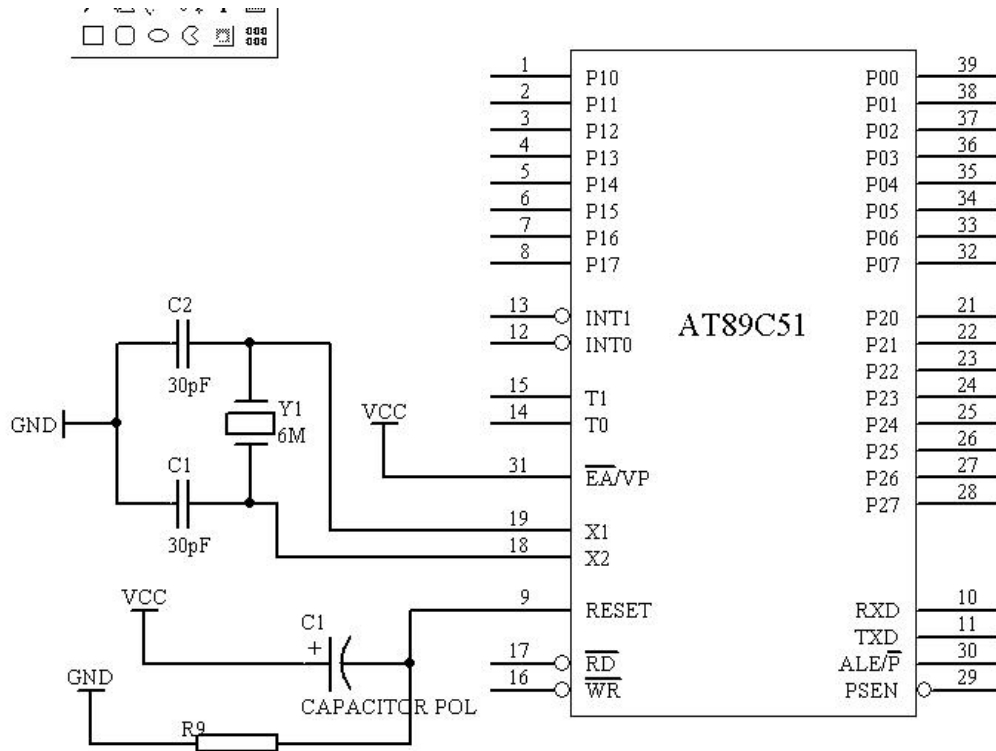 1 P10 P00 39
2 P11 P01 38
3 P12 P02 37
4 P13 P03 36
5 P14 P04 35
6 P15 P05 34
7 P16 P06 33
8 P17 P07 32
C2
13 INT1 AT89C51 P20 21
12 INT0 P21 22
30pF
P22 23
15 T1 P23 24
Y1
VCC
14 T0 P24 25
GND
6M
P25 26
C1
31 EA/VP P26 27
P27 28
19 X1
30pF
18 X2
VCC
9 RESET RXD 10
C1
+
TXD 11
17 RD ALE/P 30
GND
16 WR PSEN 29
CAPACITOR POL
R9